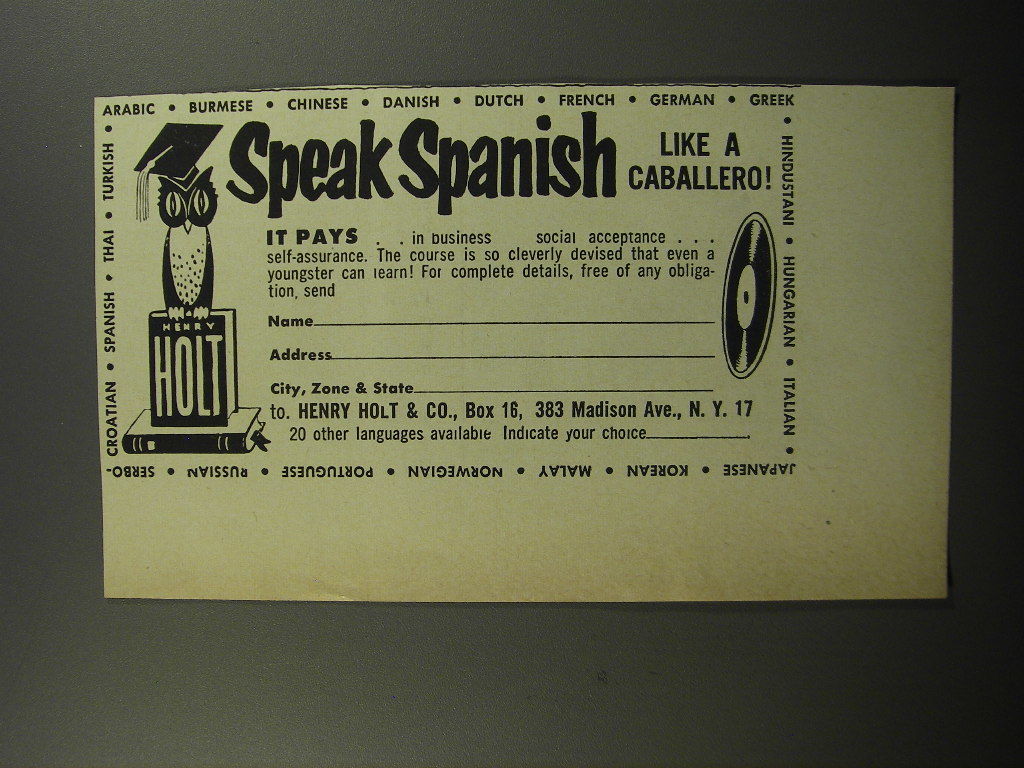 ARABIC • BURMESE • CHINESE • DANISH • DUTCH • FRENCH • GERMAN • GREEK
• HINDUSTANI • HUNGARIAN • ITALIAN •
JAPANESE • KOREAN • MALAY • NORWEGIAN • PORTUGUESE • RUSSIAN • SERBO-
CROATIAN • SPANISH • THAI • TURKISH •
Speak Spanish
LIKE A
CABALLERO!
IT PAYS . . in business social acceptance . . .
self-assurance. The course is so cleverly devised that even a
youngster can learn! For complete details, free of any obliga-
tion, send
Name
Address
City, Zone & State
to. HENRY HOLT & CO., Box 16, 383 Madison Ave., N. Y. 17
20 other languages available Indicate your choice
HENRY
HOLT